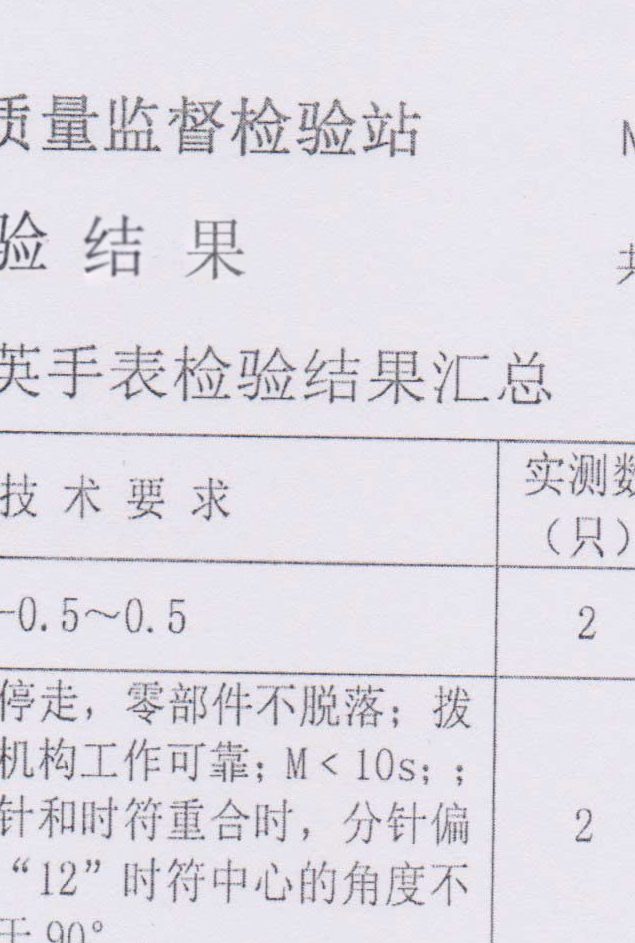 质量监督检验站
N
验 结 果
共
英手表检验结果汇总
技 术 要 求
实测数
（只）
-0.5～0.5
2
停走，零部件不脱落；拨
机构工作可靠；M＜10s；；
针和时符重合时，分针偏
2
“12”时符中心的角度不
于 90°